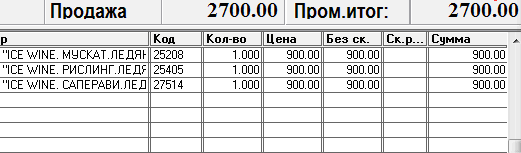 Продажа 2700.00 Пром.итог: 2700.00
р Код Кол-во Цена Без ск. Ск.р... Сумма
"ICE WINE. МУСКАТ.ЛЕДЯН 25208 1.000 900.00 900.00 900.00
"ICE WINE. РИСЛИНГ.ЛЕДЯ 25405 1.000 900.00 900.00 900.00
"ICE WINE. САПЕРАВИ.ЛЕД 27514 1.000 900.00 900.00 900.00